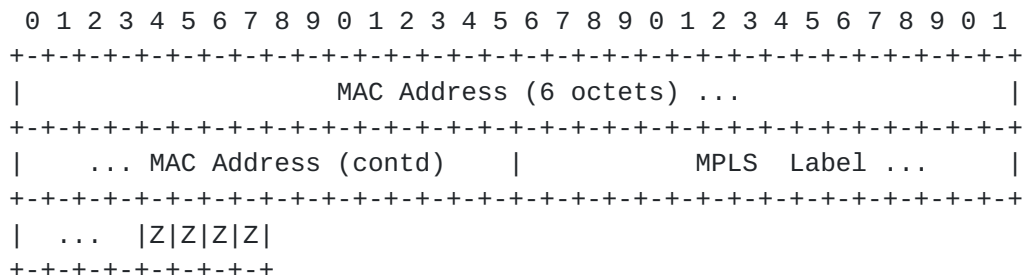 0 1 2 3 4 5 6 7 8 9 0 1 2 3 4 5 6 7 8 9 0 1 2 3 4 5 6 7 8 9 0 1
+-+-+-+-+-+-+-+-+-+-+-+-+-+-+-+-+-+-+-+-+-+-+-+-+-+-+-+-+-+-+-+-+
|                    MAC Address (6 octets) ...                 |
+-+-+-+-+-+-+-+-+-+-+-+-+-+-+-+-+-+-+-+-+-+-+-+-+-+-+-+-+-+-+-+-+
|    ... MAC Address (contd)    |           MPLS  Label ...     |
+-+-+-+-+-+-+-+-+-+-+-+-+-+-+-+-+-+-+-+-+-+-+-+-+-+-+-+-+-+-+-+-+
|  ...  |Z|Z|Z|Z|
+-+-+-+-+-+-+-+-+